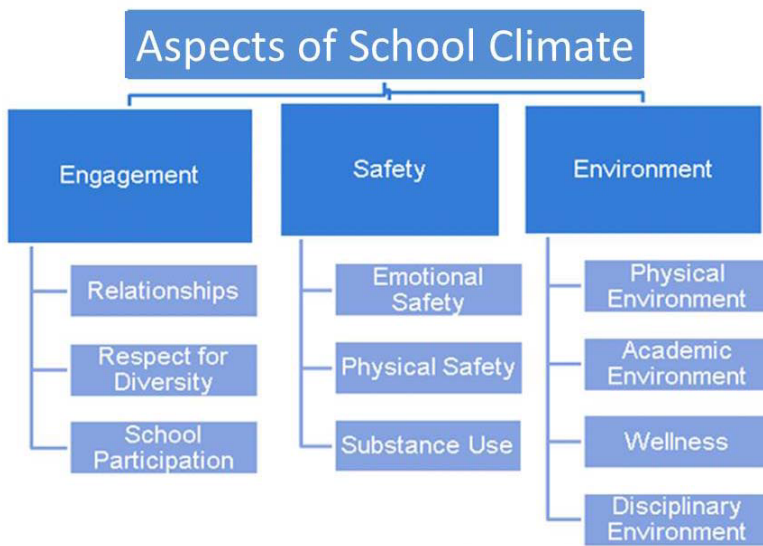 Aspects of School Climate
Engagement
Relationships
Respect for
Diversity
School
Participation
Safety
Emotional
Safety
Physical Safety
Substance Use
Environment
Physical
Environment
Academic
Environment
Wellness
Disciplinary
Environment